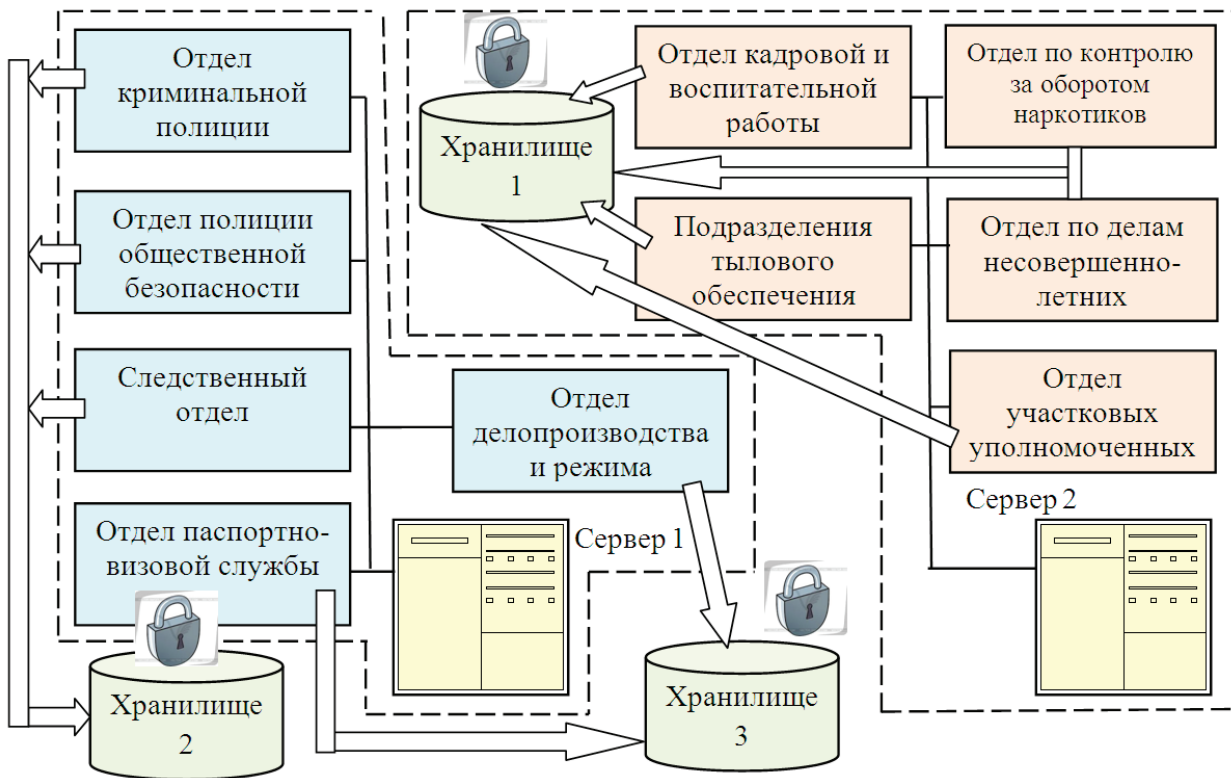 Отдел
криминальной
полиции
Отдел полиции
общественной
безопасности
Следственный
отдел
Отдел паспортно-
визовой службы
Отдел
делопроизводства
и режима
Сервер 1
Хранилище
2
Хранилище
3
Хранилище
1
Отдел кадровой и
воспитательной
работы
Отдел по контролю
за оборотом
наркотиков
Подразделения
тылового
обеспечения
Отдел по делам
несовершенно-
летних
Отдел
участковых
уполномоченных
Сервер 2